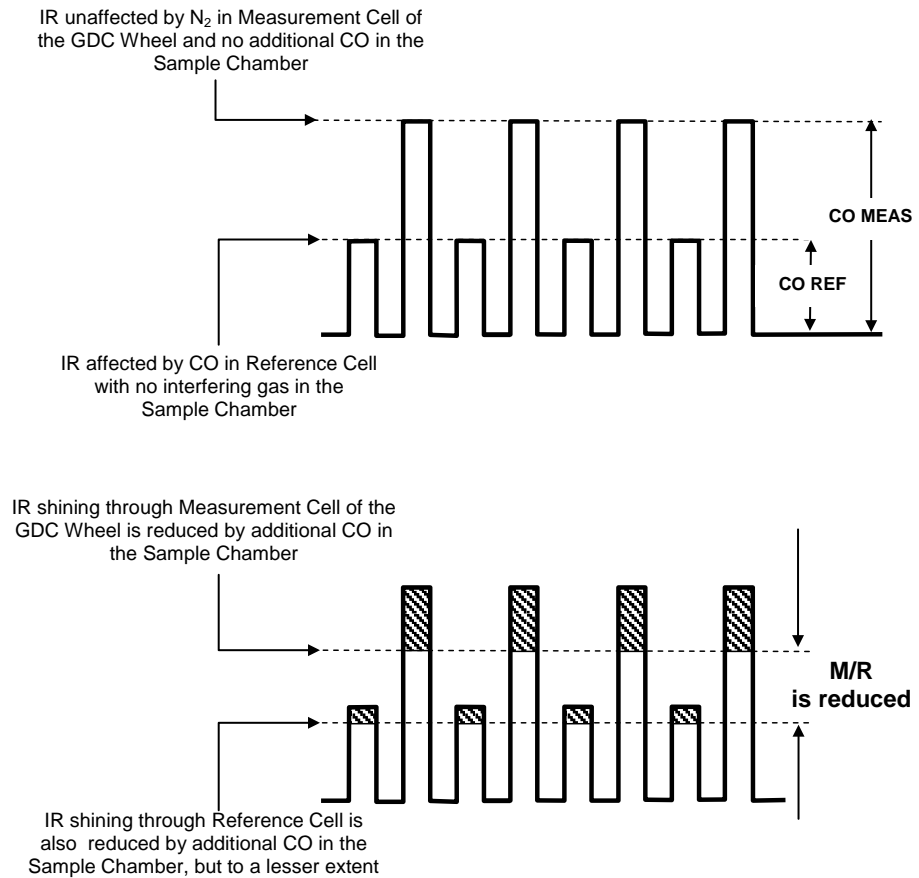 IR unaffected by N₂ in Measurement Cell of
the GDC Wheel and no additional CO in the
Sample Chamber
CO MEAS
CO REF
IR affected by CO in Reference Cell
with no interfering gas in the
Sample Chamber
IR shining through Measurement Cell of the
GDC Wheel is reduced by additional CO in
the Sample Chamber
M/R
is reduced
IR shining through Reference Cell is
also reduced by additional CO in the
Sample Chamber, but to a lesser extent